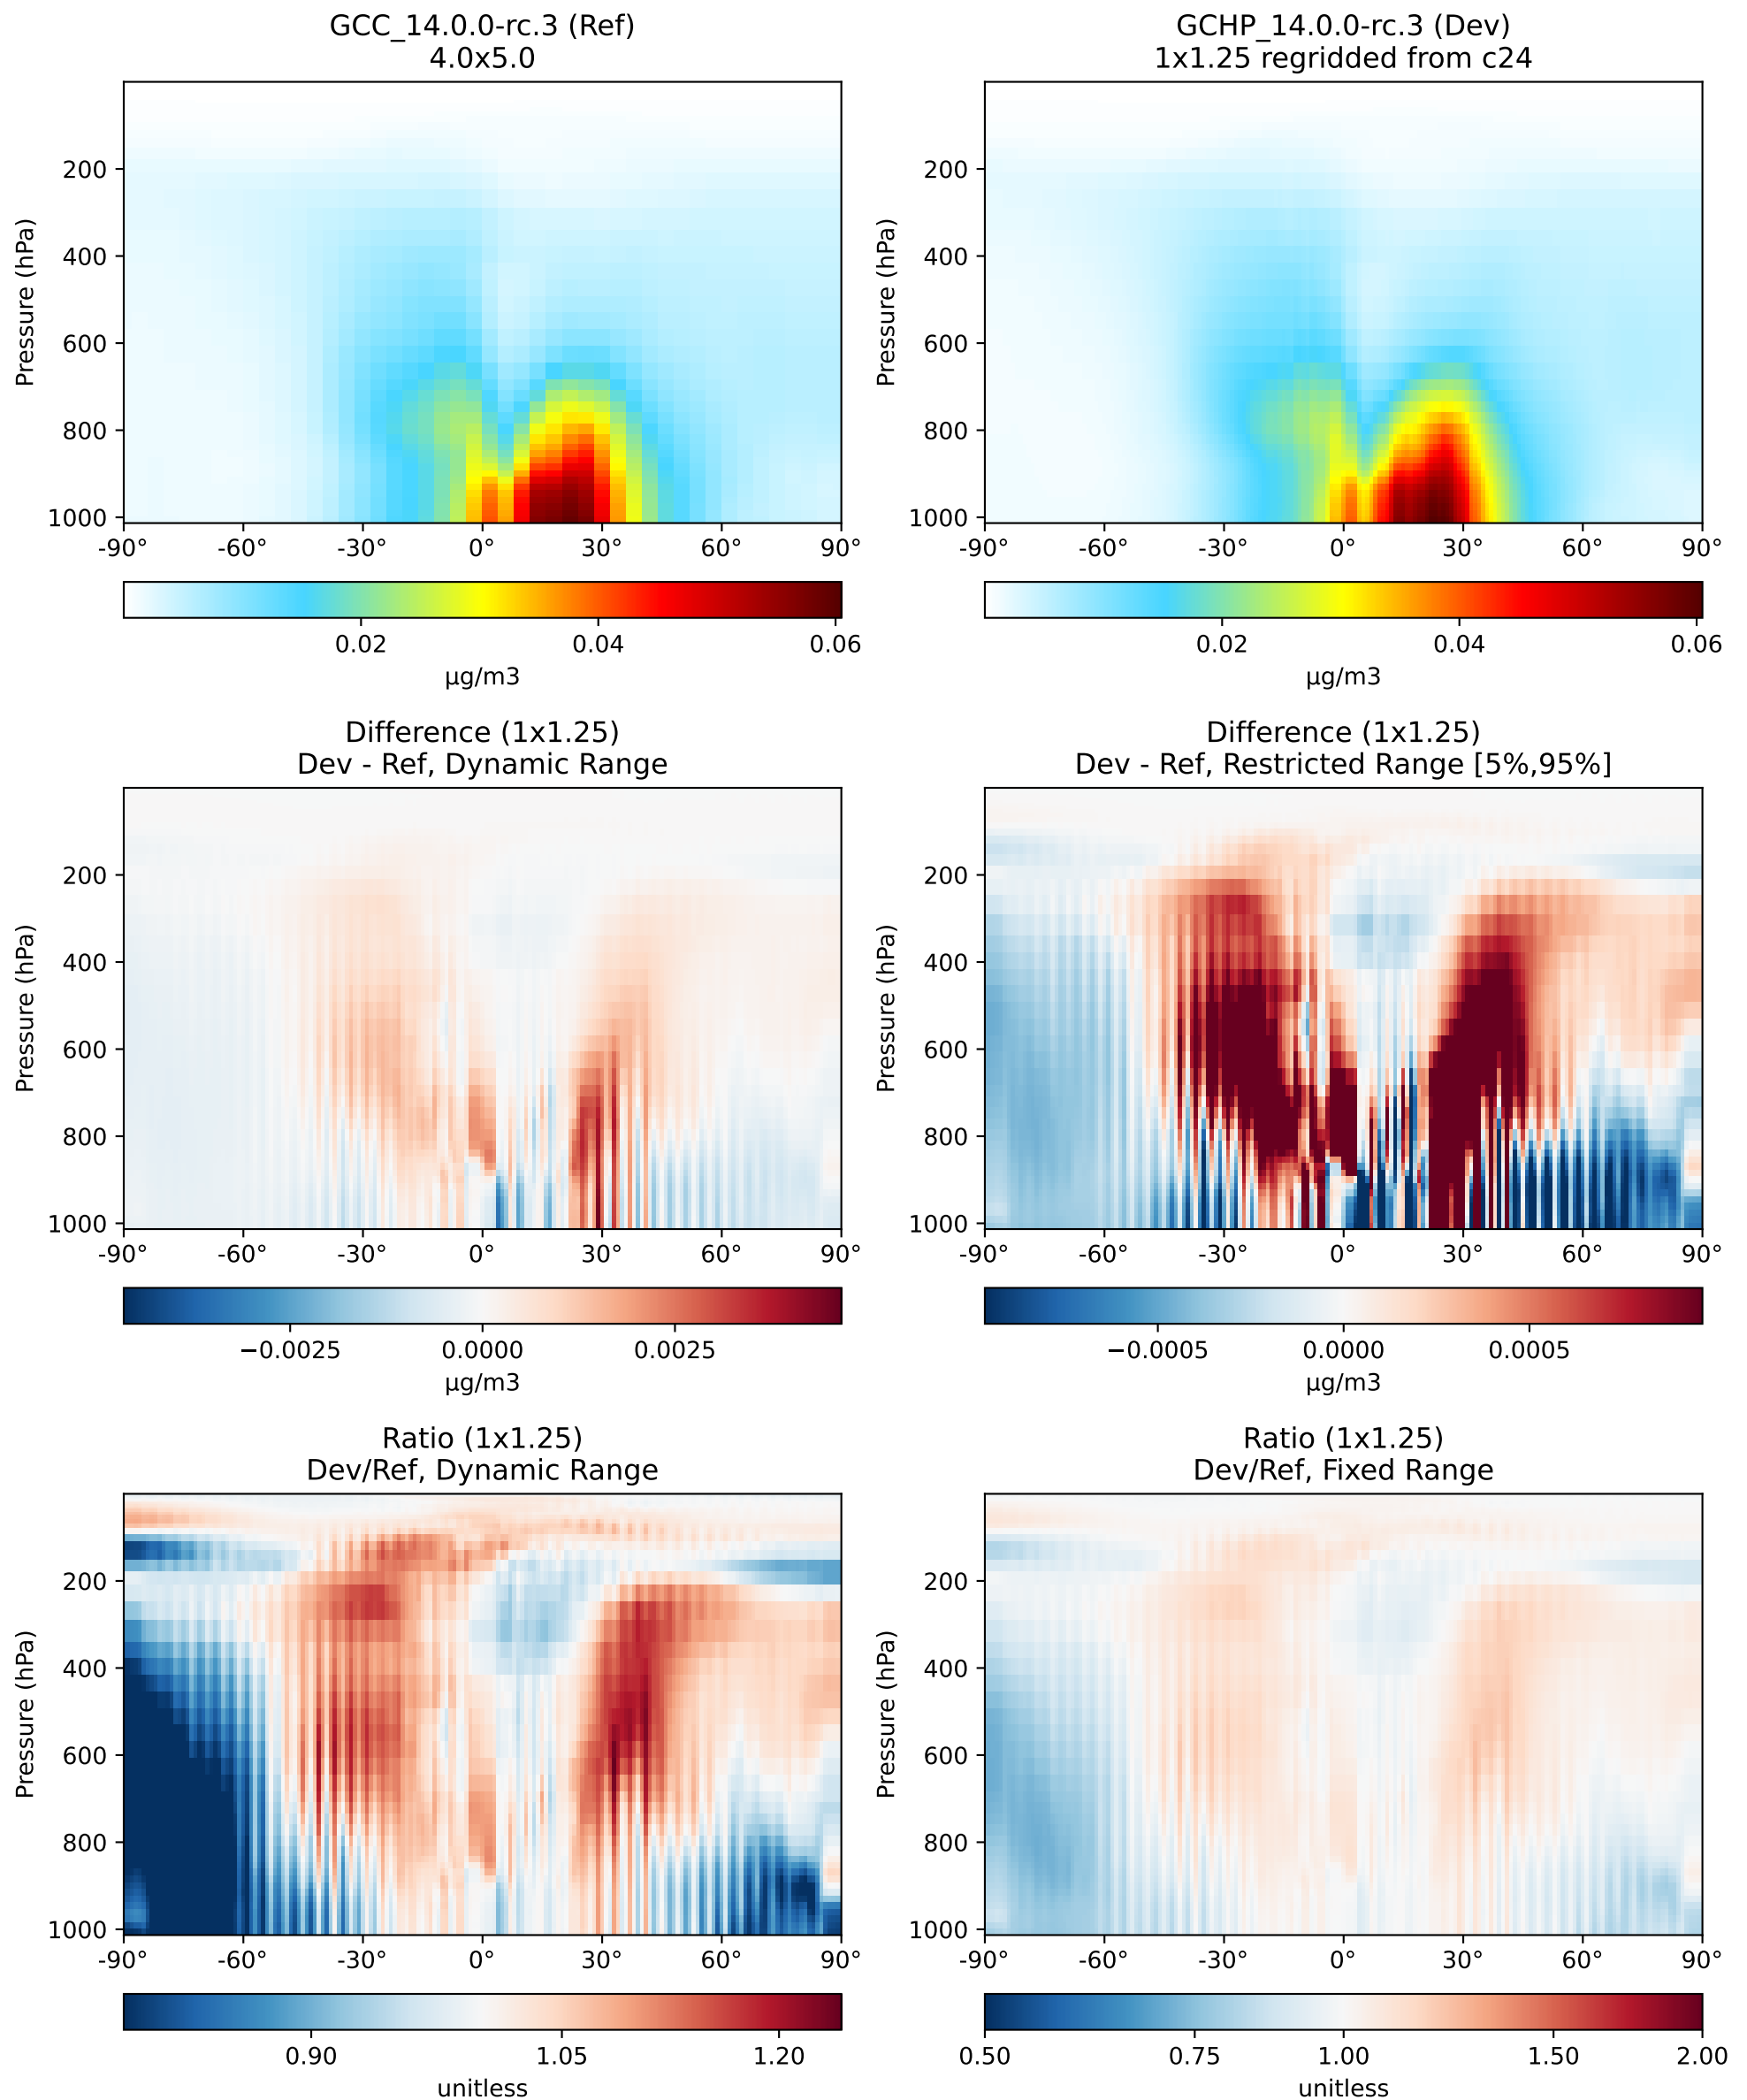 GCC_14.0.0-rc.3 (Ref)
4.0x5.0
Pressure (hPa)
200
400
600
800
1000
-90° -60° -30° 0° 30° 60° 90°
0.02 0.04 0.06
µg/m3
GCHP_14.0.0-rc.3 (Dev)
1x1.25 regridded from c24
Pressure (hPa)
200
400
600
800
1000
-90° -60° -30° 0° 30° 60° 90°
0.02 0.04 0.06
µg/m3
Difference (1x1.25)
Dev - Ref, Dynamic Range
Pressure (hPa)
200
400
600
800
1000
-90° -60° -30° 0° 30° 60° 90°
−0.0025 0.0000 0.0025
µg/m3
Difference (1x1.25)
Dev - Ref, Restricted Range [5%,95%]
Pressure (hPa)
200
400
600
800
1000
-90° -60° -30° 0° 30° 60° 90°
−0.0005 0.0000 0.0005
µg/m3
Ratio (1x1.25)
Dev/Ref, Dynamic Range
Pressure (hPa)
200
400
600
800
1000
-90° -60° -30° 0° 30° 60° 90°
0.90 1.05 1.20
unitless
Ratio (1x1.25)
Dev/Ref, Fixed Range
Pressure (hPa)
200
400
600
800
1000
-90° -60° -30° 0° 30° 60° 90°
0.50 0.75 1.00 1.50 2.00
unitless